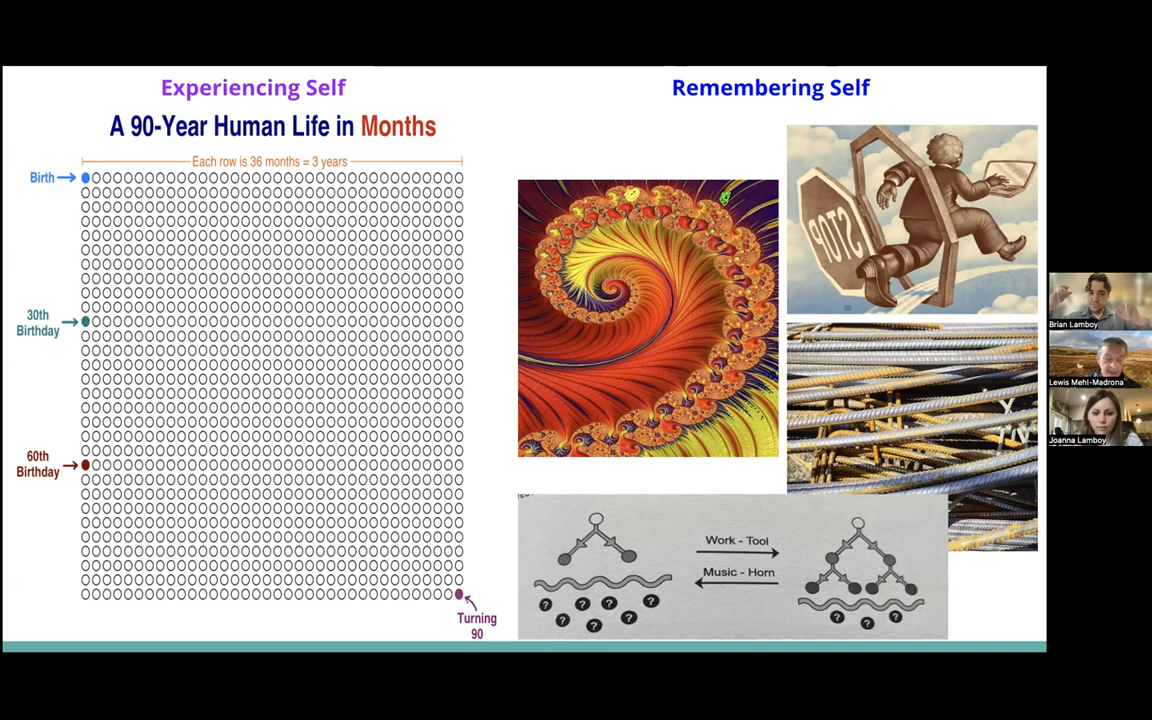 Experiencing Self
A 90-Year Human Life in Months
Each row is 36 months = 3 years
Birth
30th
Birthday
60th
Birthday
Turning
90
Remembering Self
STOP
Work - Tool
Music - Horn
? ? ? ? ? ? ?
? ? ?
Brian Lamboy
Lewis Mehl-Madrona
Joanna Lamboy